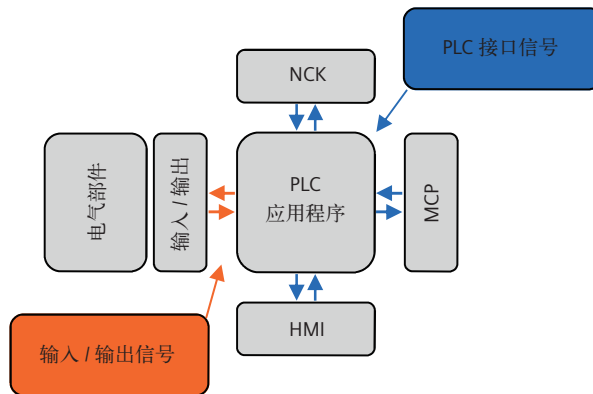 PLC 接口信号
NCK
电气部件
输入 / 输出
PLC
应用程序
MCP
HMI
输入 / 输出信号